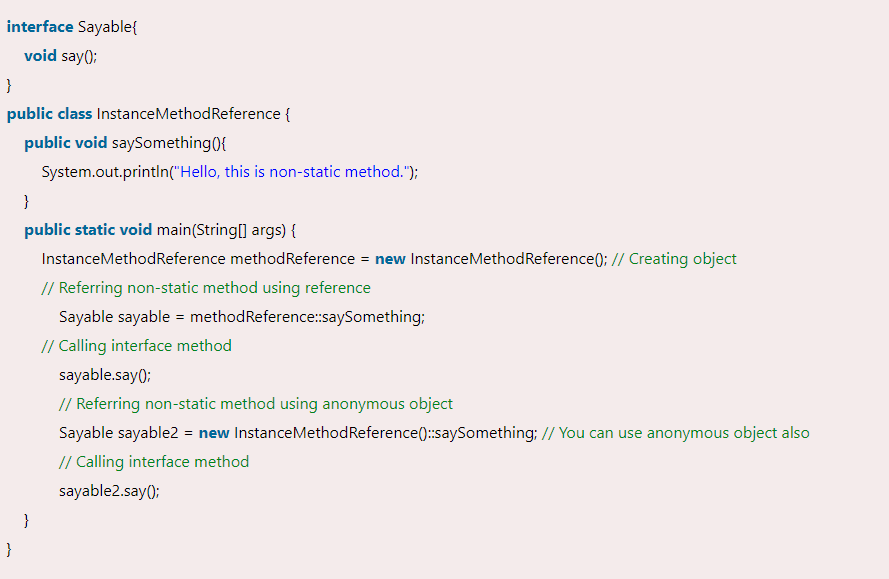 interface Sayable{
void say();
}
public class InstanceMethodReference {
public void saySomething(){
System.out.println("Hello, this is non-static method.");
}
public static void main(String[] args) {
InstanceMethodReference methodReference = new InstanceMethodReference(); // Creating object
// Referring non-static method using reference
Sayable sayable = methodReference::saySomething;
// Calling interface method
sayable.say();
// Referring non-static method using anonymous object
Sayable sayable2 = new InstanceMethodReference()::saySomething; // You can use anonymous object also
// Calling interface method
sayable2.say();
}
}